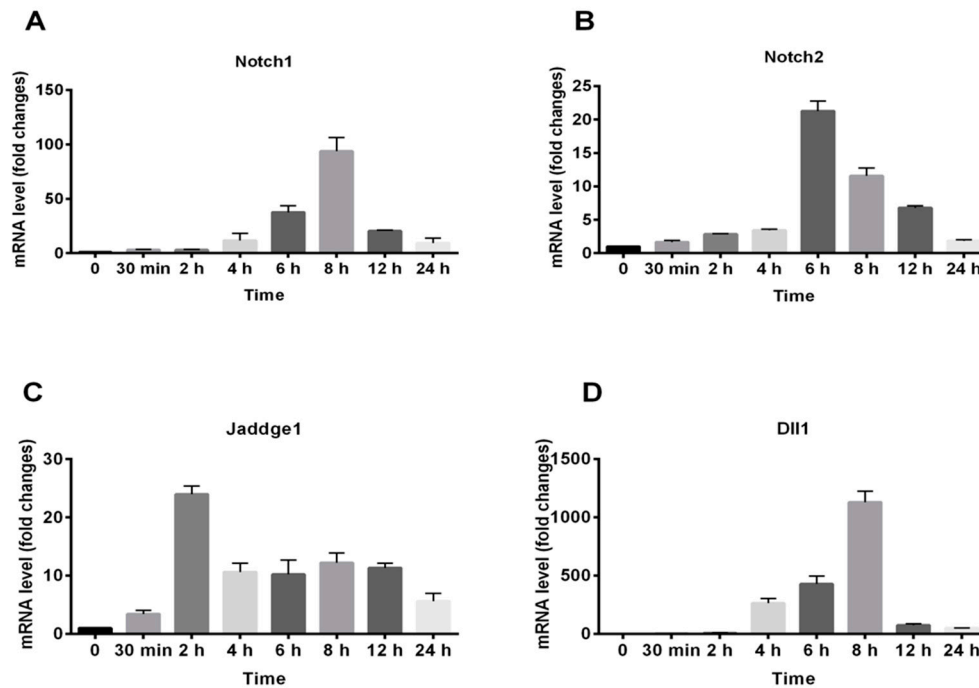 A
Notch1
mRNA level (fold changes)
150
100
50
0
0 30 min 2 h 4 h 6 h 8 h 12 h 24 h
Time
B
Notch2
mRNA level (fold changes)
25
20
15
10
5
0
0 30 min 2 h 4 h 6 h 8 h 12 h 24 h
Time
C
Jaddge1
mRNA level (fold changes)
30
20
10
0
0 30 min 2 h 4 h 6 h 8 h 12 h 24 h
Time
D
Dll1
mRNA level (fold changes)
1500
1000
500
0
0 30 min 2 h 4 h 6 h 8 h 12 h 24 h
Time